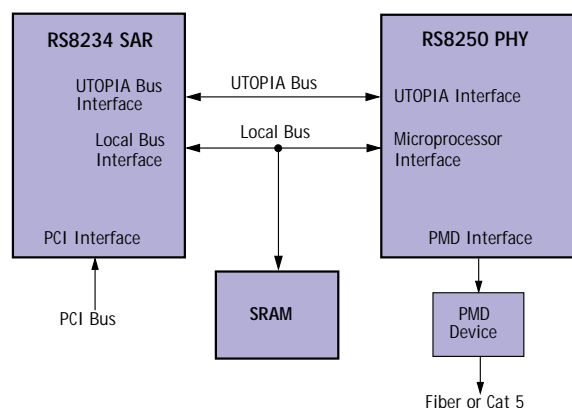 RS8234 SAR
RS8250 PHY
UTOPIA Bus
Interface
UTOPIA Bus
UTOPIA Interface
Local Bus
Interface
Local Bus
Microprocessor
Interface
PCI Interface
PMD Interface
PCI Bus
SRAM
PMD
Device
Fiber or Cat 5